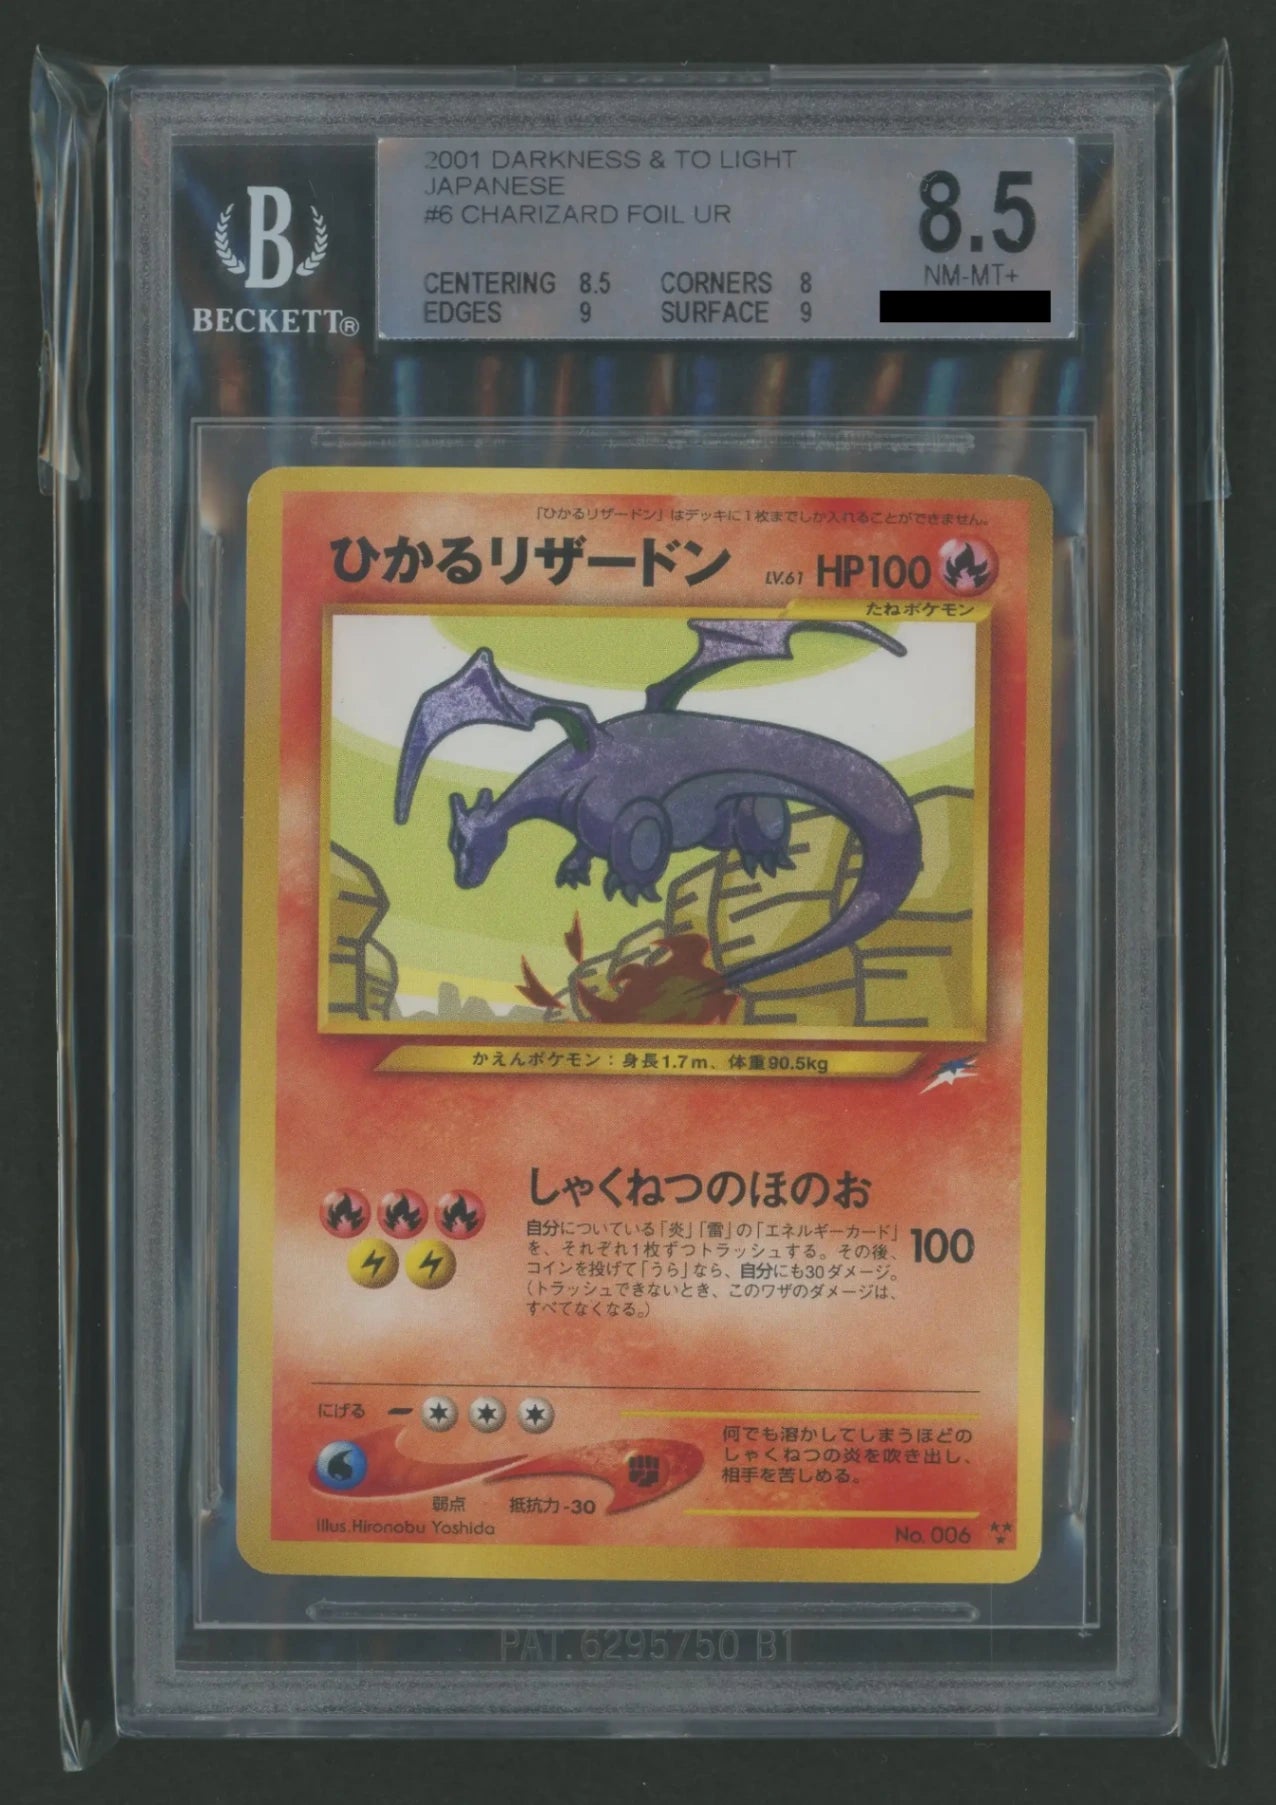 2001 DARKNESS & TO LIGHT
JAPANESE
#6 CHARIZARD FOIL UR
8.5
NM-MT+
CENTERING 8.5 CORNERS 8
EDGES 9 SURFACE 9
B
BECKETT®
「ひかるリザードン」はデッキに1枚までしか入れることができません。
ひかるリザードン LV.61 HP100
たねポケモン
かえんポケモン:身長1.7m、体重90.5kg
しゃくねつのほのお
自分についている「炎」「雷」の「エネルギーカード」
を、それぞれ1枚ずつトラッシュする。その後、
コインを投げて「うら」なら、自分にも30ダメージ。
(トラッシュできないとき、このワザのダメージは、
すべてなくなる。)
100
にげる
弱点 抵抗力-30
何でも溶かしてしまうほどの
しゃくねつの炎を吹き出し、
相手を苦しめる。
Illus.Hironobu Yoshida
No. 006
PAT.6295750 B1